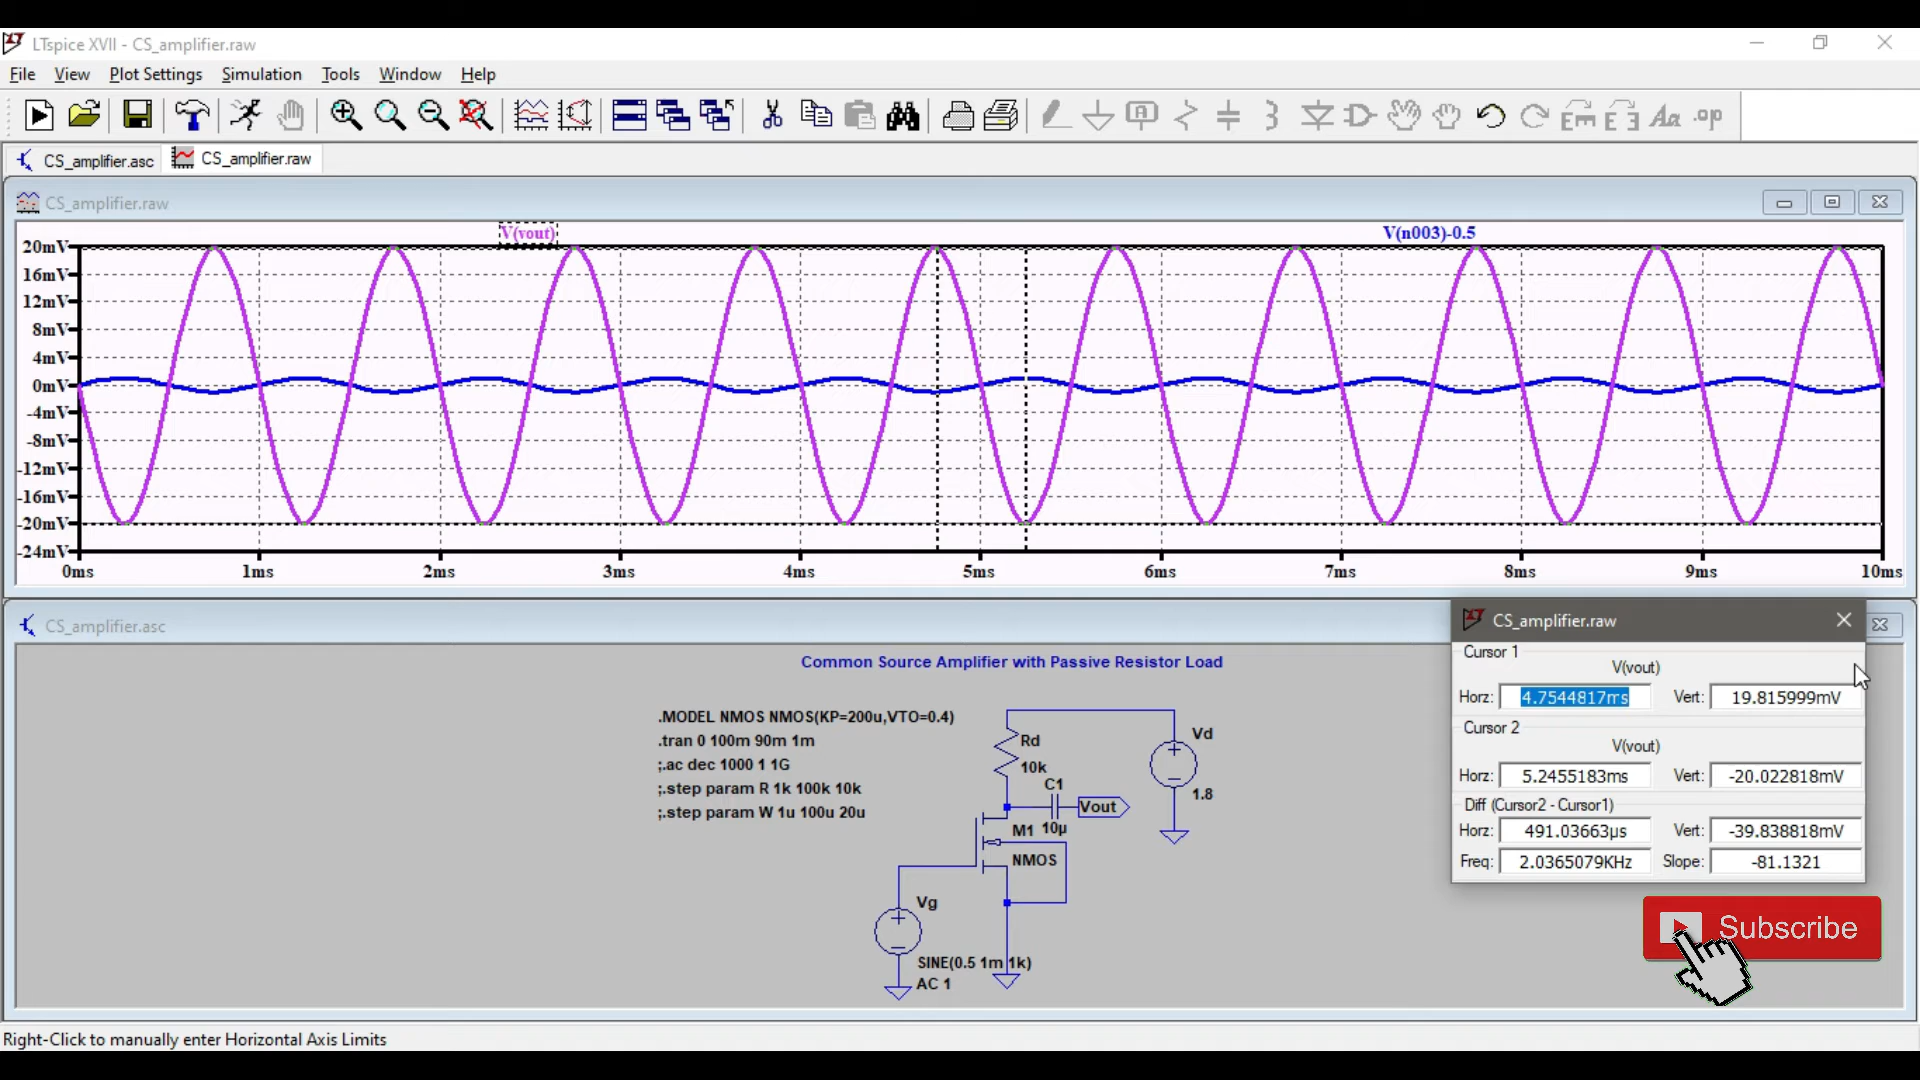 LTspice XVII - CS_amplifier.raw
File View Plot Settings Simulation Tools Window Help
Aa .op
CS_amplifier.asc CS_amplifier.raw
CS_amplifier.raw
V(vout) V(n003)-0.5
20mV
16mV
12mV
8mV
4mV
0mV
-4mV
-8mV
-12mV
-16mV
-20mV
-24mV
0ms 1ms 2ms 3ms 4ms 5ms 6ms 7ms 8ms 9ms 10ms
CS_amplifier.asc
Common Source Amplifier with Passive Resistor Load
.MODEL NMOS NMOS(KP=200u,VTO=0.4)
.tran 0 100m 90m 1m
;.ac dec 1000 1 1G
;.step param R 1k 100k 10k
;.step param W 1u 100u 20u
Rd
10k
C1
10µ
Vout
M1
NMOS
Vd
1.8
Vg
SINE(0.5 1m 1k)
AC 1
CS_amplifier.raw
Cursor 1
V(vout)
Horz: 4.7544817ms Vert: 19.815999mV
Cursor 2
V(vout)
Horz: 5.2455183ms Vert: -20.022818mV
Diff (Cursor2 - Cursor1)
Horz: 491.03663µs Vert: -39.838818mV
Freq: 2.0365079KHz Slope: -81.1321
Subscribe
Right-Click to manually enter Horizontal Axis Limits